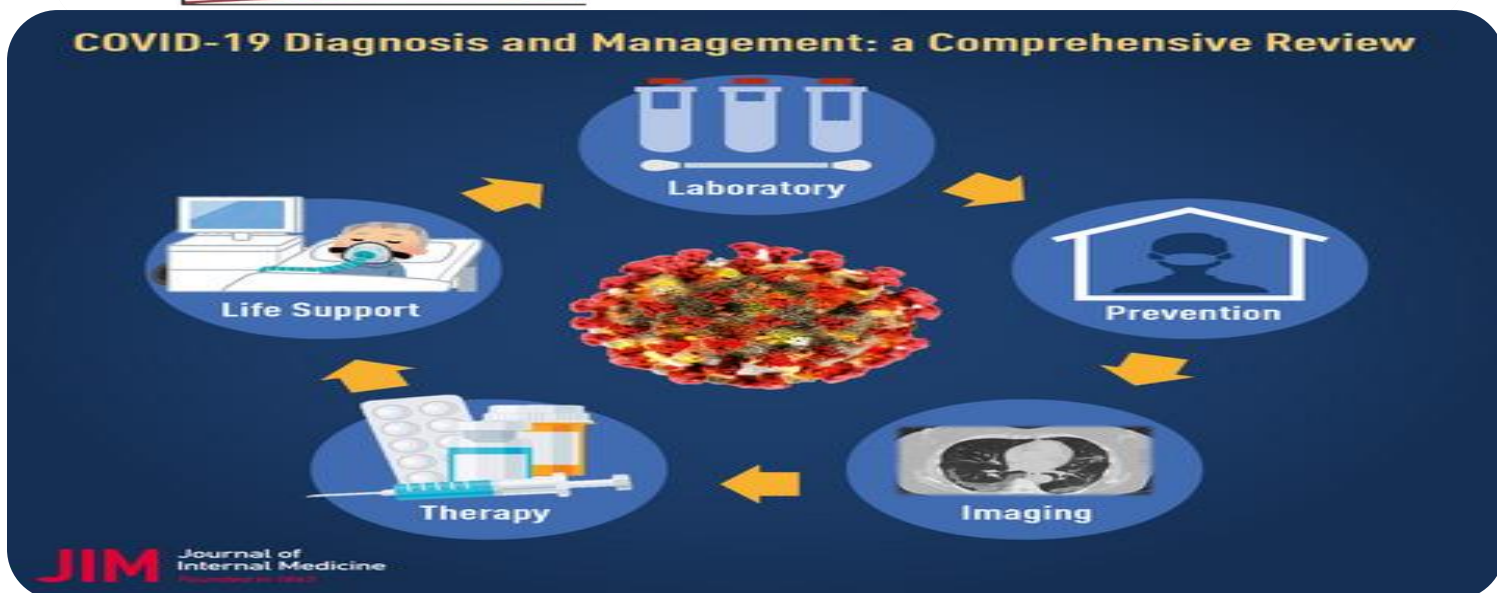 COVID-19 Diagnosis and Management: a Comprehensive Review
Laboratory
Life Support
Prevention
Therapy
Imaging
JIM Journal of
Internal Medicine